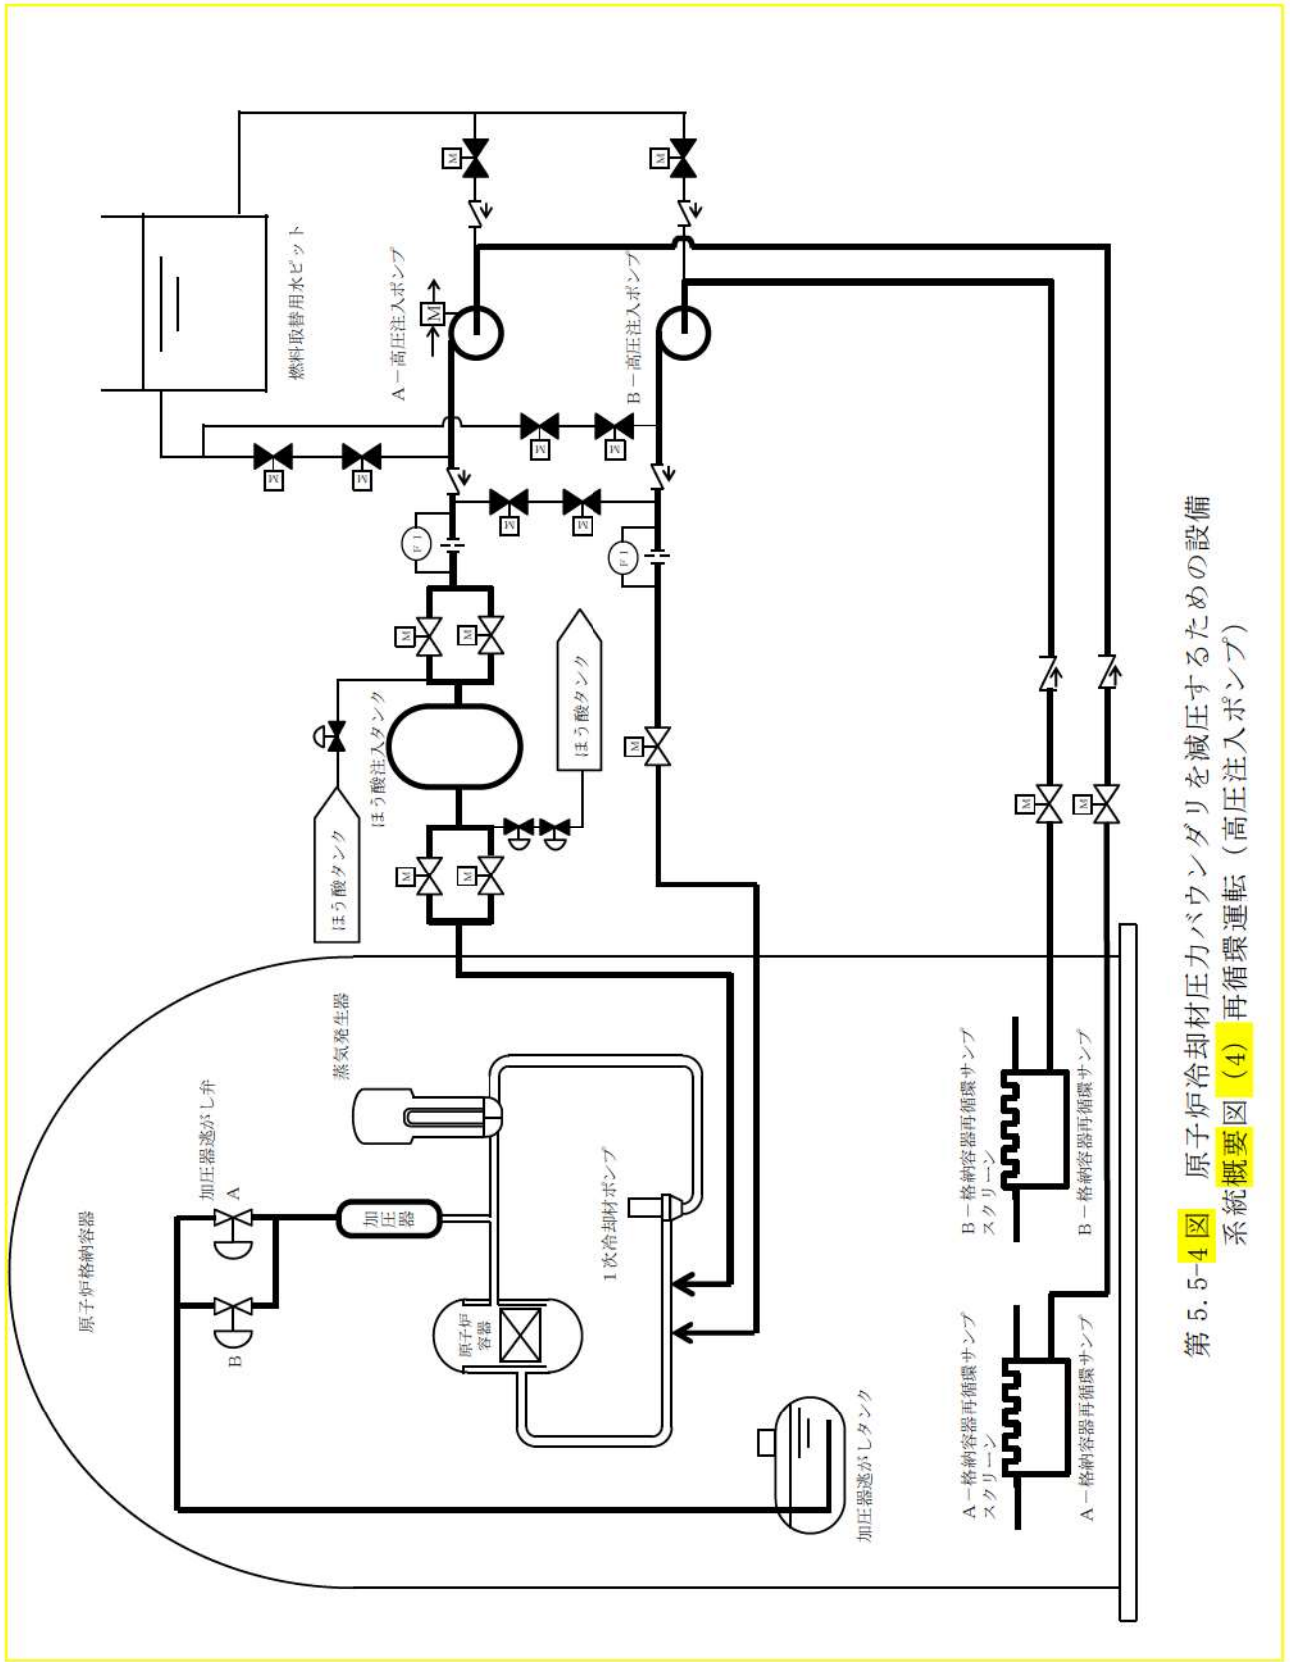 原子炉格納容器
加圧器逃がし弁
A
B
加圧器
蒸気発生器
原子炉
容器
1次冷却材ポンプ
加圧器逃がしタンク
A－格納容器再循環サンプ
スクリーン
A－格納容器再循環サンプ
B－格納容器再循環サンプ
スクリーン
B－格納容器再循環サンプ
ほう酸タンク
ほう酸注入タンク
ほう酸タンク
M
M
M
M
M
M
M
FI
FI
M
M
M
M
M
M
M
M
A－高圧注入ポンプ
B－高圧注入ポンプ
燃料取替用水ピット
M
M
第5.5-4図 原子炉冷却材圧力バウンダリを減圧するための設備
系統概要図(4) 再循環運転（高圧注入ポンプ）